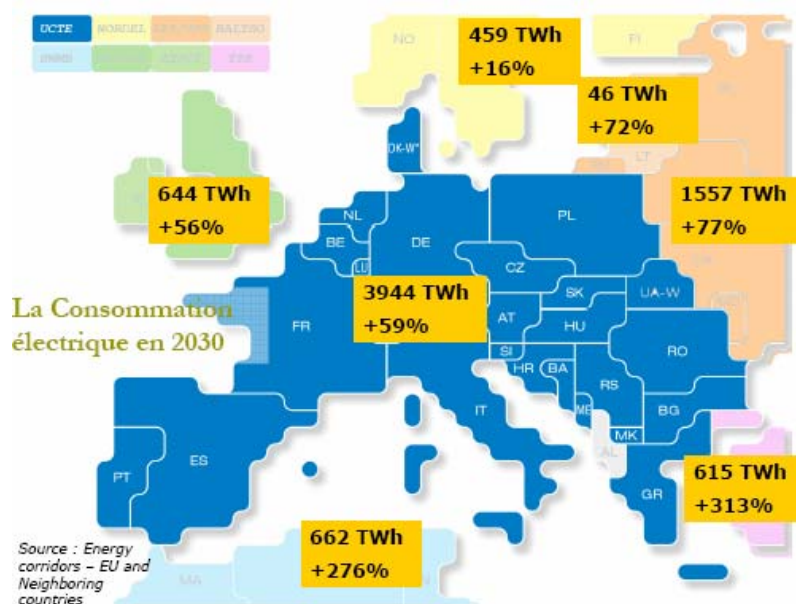 UCTE NORDEL BALTSO
459 TWh
+16%
NO
FI
46 TWh
+72%
LT
DK-W*
644 TWh
+56%
1557 TWh
+77%
NL
BE
DE
PL
LU
CZ
3944 TWh
+59%
SK
UA-W
La Consommation
électrique en 2030
FR
AT
HU
SI
HR
BA
RO
RS
IT
ME
BG
MK
AL
PT
ES
GR
615 TWh
+313%
662 TWh
+276%
MA
Source : Energy
corridors – EU and
Neighboring
countries